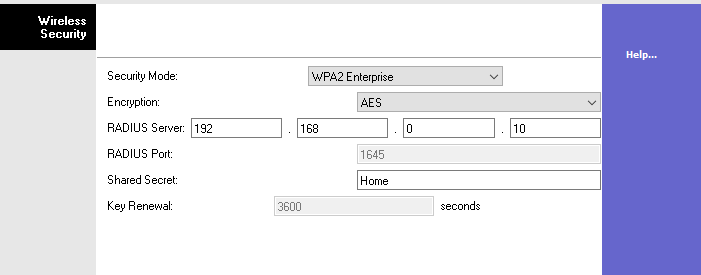 Wireless
Security
Help...
Security Mode: WPA2 Enterprise
Encryption: AES
RADIUS Server: 192 . 168 . 0 . 10
RADIUS Port: 1645
Shared Secret: Home
Key Renewal: 3600 seconds